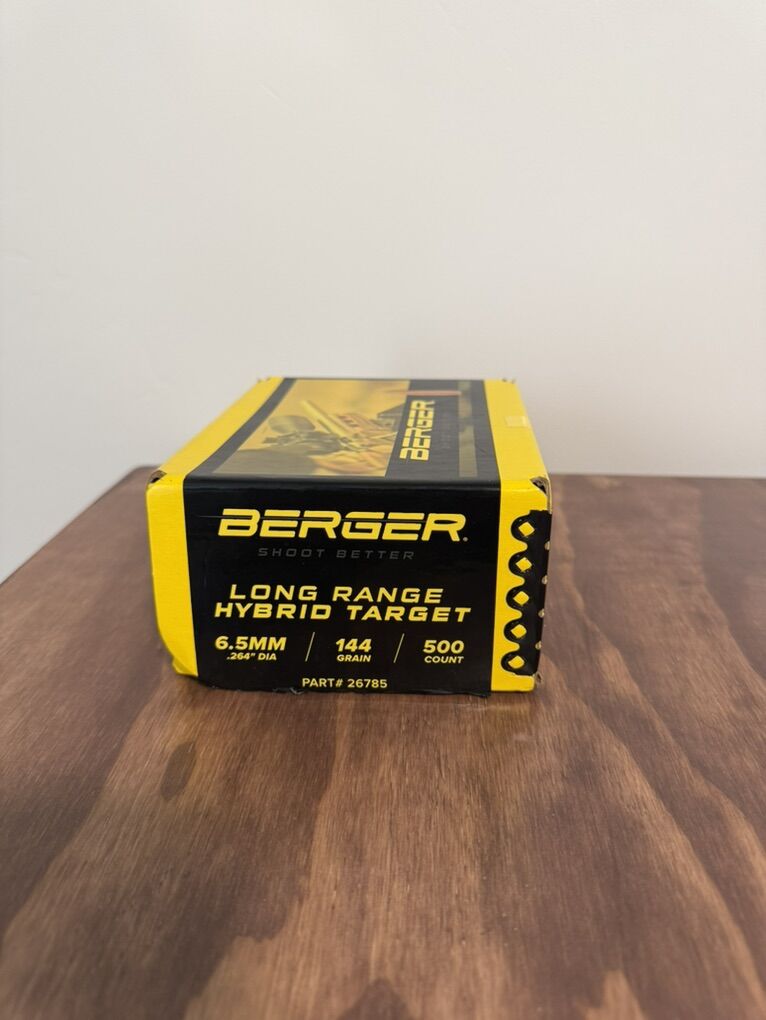 BERGER
BERGER.
SHOOT BETTER
LONG RANGE
HYBRID TARGET
6.5MM 144 500
.264" DIA GRAIN COUNT
PART# 26785